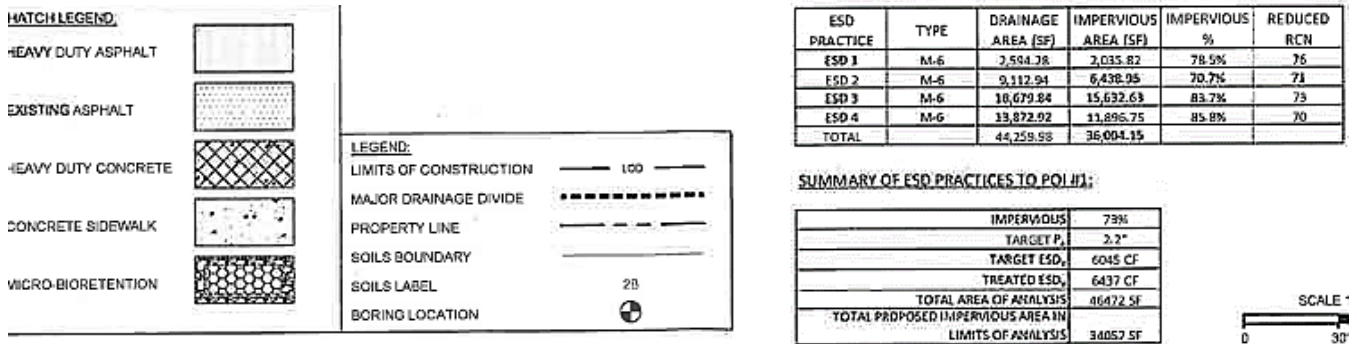 HATCH LEGEND:
HEAVY DUTY ASPHALT
EXISTING ASPHALT
HEAVY DUTY CONCRETE
CONCRETE SIDEWALK
MICRO-BIORETENTION
LEGEND:
LIMITS OF CONSTRUCTION
MAJOR DRAINAGE DIVIDE
PROPERTY LINE
SOILS BOUNDARY
SOILS LABEL 2B
BORING LOCATION
ESD PRACTICE TYPE DRAINAGE AREA (SF) IMPERVIOUS AREA (SF) IMPERVIOUS % REDUCED RCN
ESD 1 M-6 2,594.28 2,035.82 78.5% 76
ESD 2 M-6 9,112.94 6,438.95 70.7% 71
ESD 3 M-6 18,679.84 15,632.63 83.7% 73
ESD 4 M-6 13,872.92 11,896.75 85.8% 70
TOTAL 44,259.98 36,004.15
SUMMARY OF ESD PRACTICES TO POI #1:
IMPERVIOUS 73%
TARGET P 2.2"
TARGET ESDv 6045 CF
TREATED ESDv 6437 CF
TOTAL AREA OF ANALYSIS 46472 SF
TOTAL PROPOSED IMPERVIOUS AREA IN
LIMITS OF ANALYSIS 34057 SF
SCALE 1
0 30'